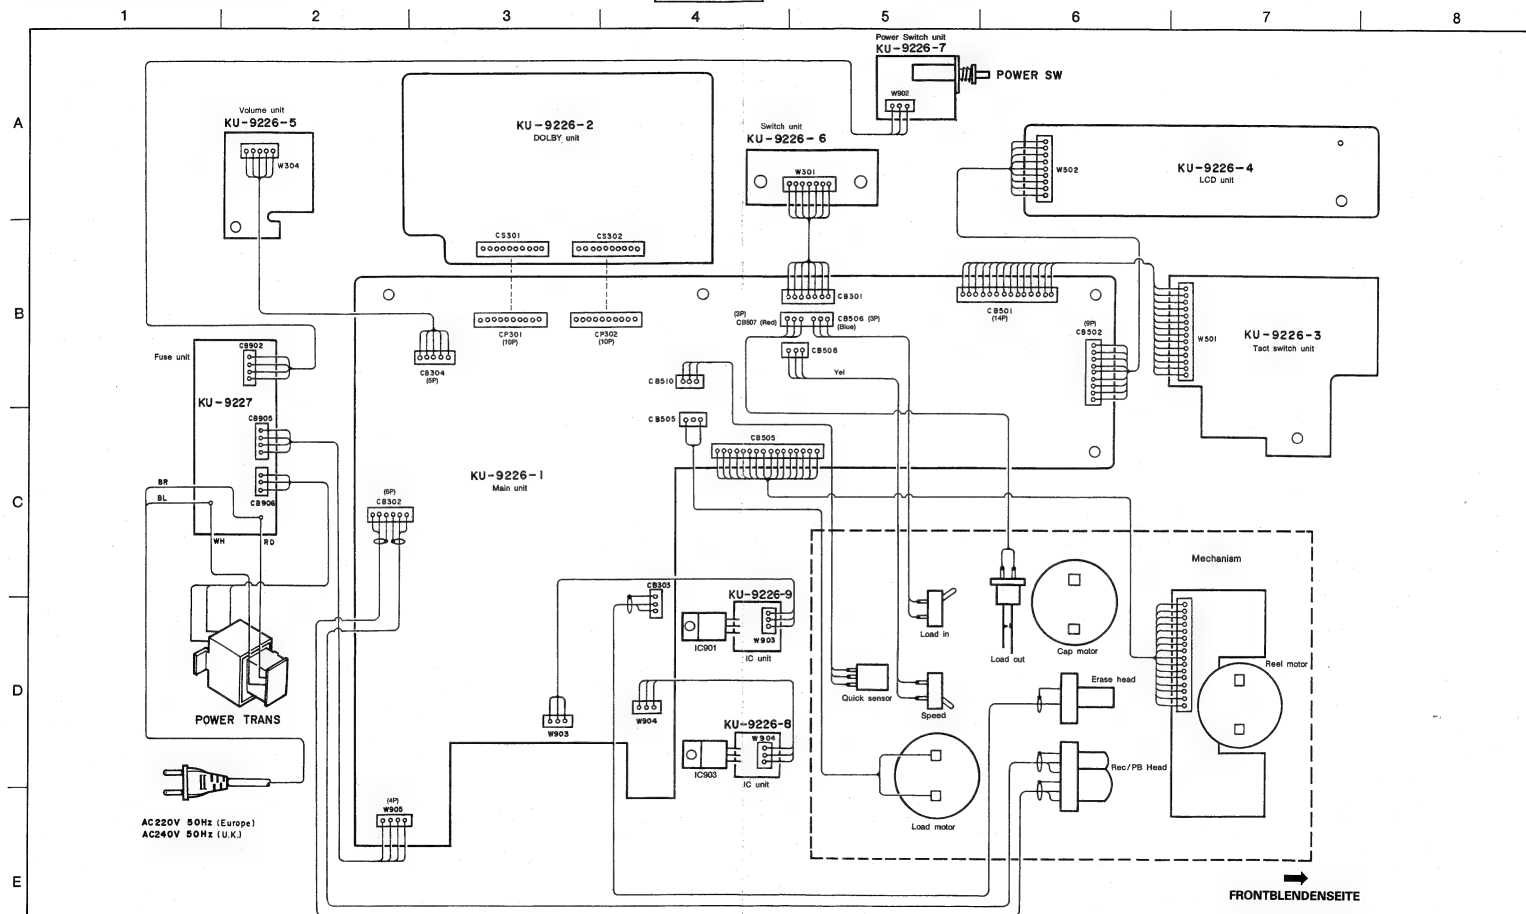 1 2 3 4 5 6 7 8
A
B
C
D
E
Power Switch unit
KU-9226-7
POWER SW
W902
Volume unit
KU-9226-5
W304
KU-9226-2
DOLBY unit
Switch unit
KU-9226-6
W301
KU-9226-4
LCD unit
W502
CS301
CS302
CP301
(10P)
CP302
(10P)
CB301
(3P)
CB507 (Red)
CB506 (3P)
(Blue)
CB508
Yel
CB501
(14P)
(9P)
CB502
W501
KU-9226-3
Tact switch unit
Fuse unit
CB902
KU-9227
CB905
CB906
CB304
(5P)
CB510
CB505
CB505
KU-9226-1
Main unit
(6P)
CB302
BR
BL
WH
RD
POWER TRANS
CB303
KU-9226-9
W903
IC901
IC unit
W903
W904
KU-9226-8
W904
IC903
IC unit
(4P)
W905
Mechanism
Load in
Load out
Cap motor
Reel motor
Quick sensor
Speed
Erase head
Rec/PB Head
Load motor
AC220V 50Hz (Europe)
AC240V 50Hz (U.K.)
FRONTBLENDENSEITE